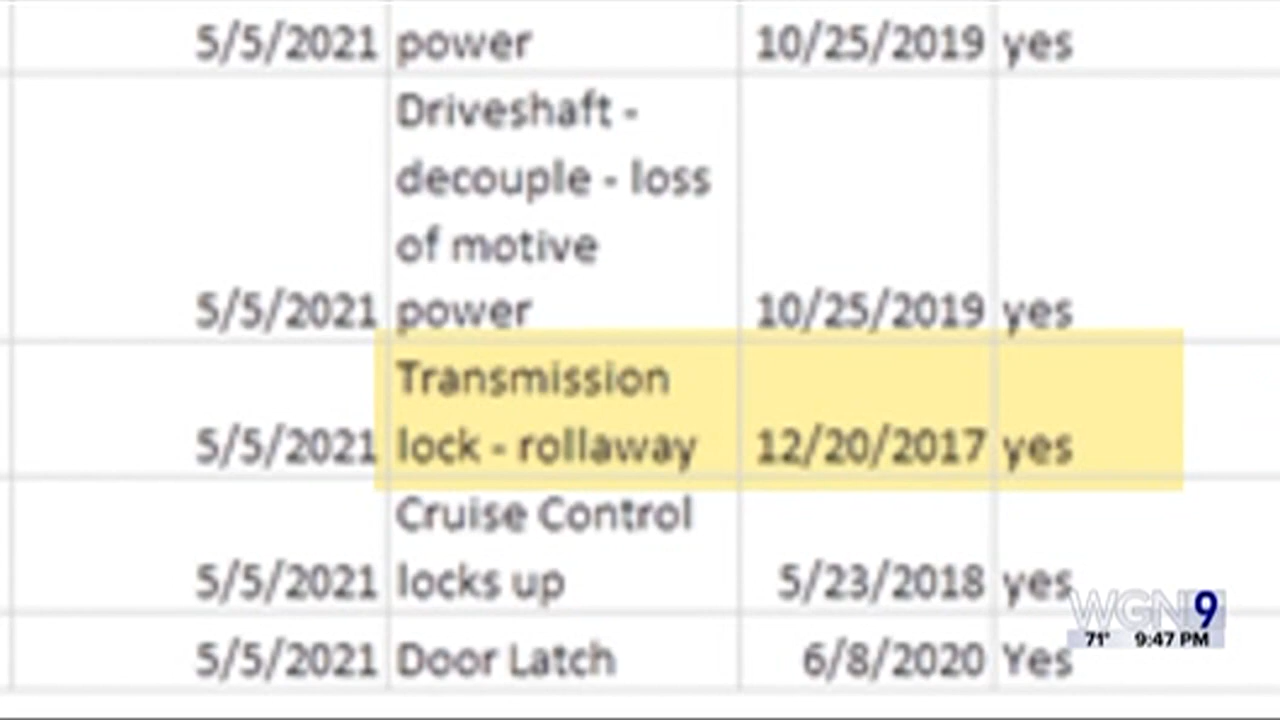 5/5/2021 power 10/25/2019 yes
Driveshaft -
decouple - loss
of motive
5/5/2021 power 10/25/2019 yes
Transmission
5/5/2021 lock - rollaway 12/20/2017 yes
Cruise Control
5/5/2021 locks up 5/23/2018 yes
WGN9
71° 9:47 PM
5/5/2021 Door Latch 6/8/2020 Yes